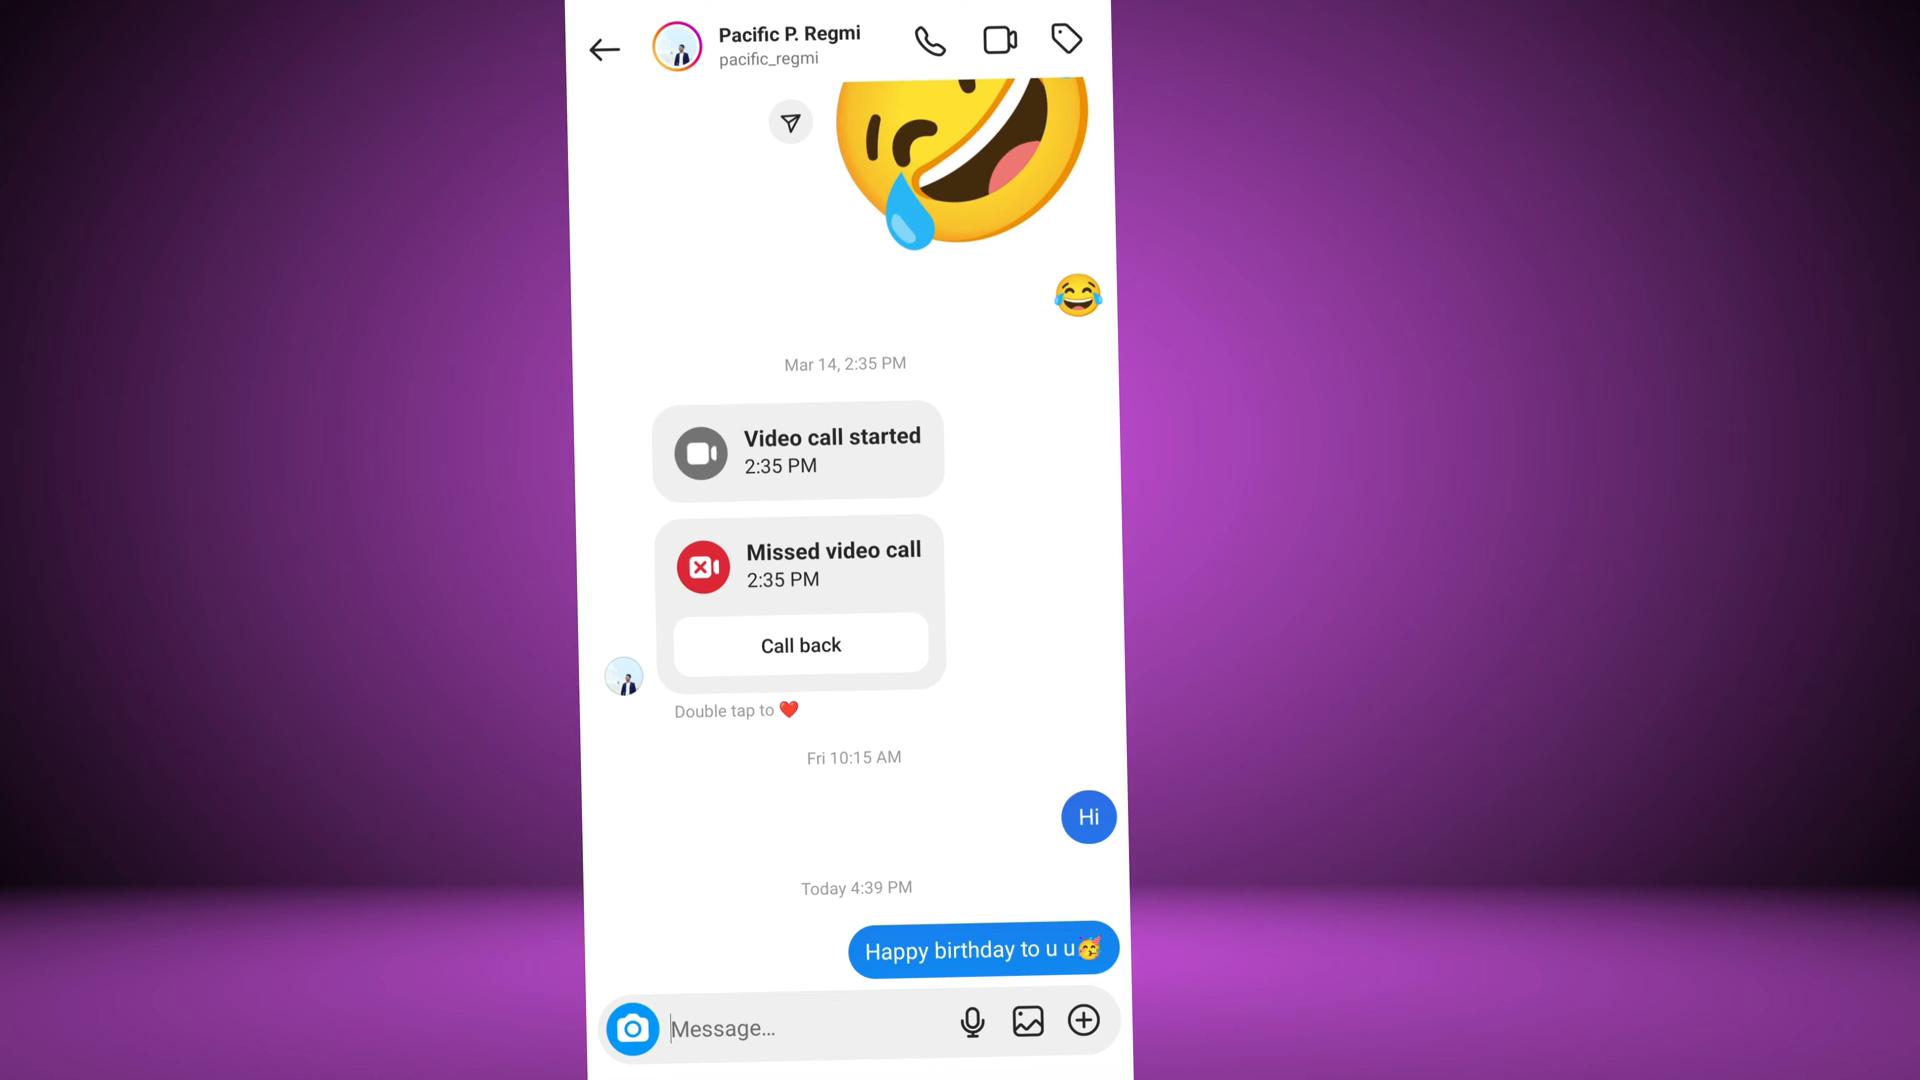 Pacific P. Regmi
pacific_regmi
Mar 14, 2:35 PM
Video call started
2:35 PM
Missed video call
2:35 PM
Call back
Double tap to ❤️
Fri 10:15 AM
Hi
Today 4:39 PM
Happy birthday to u u🥳
Message...